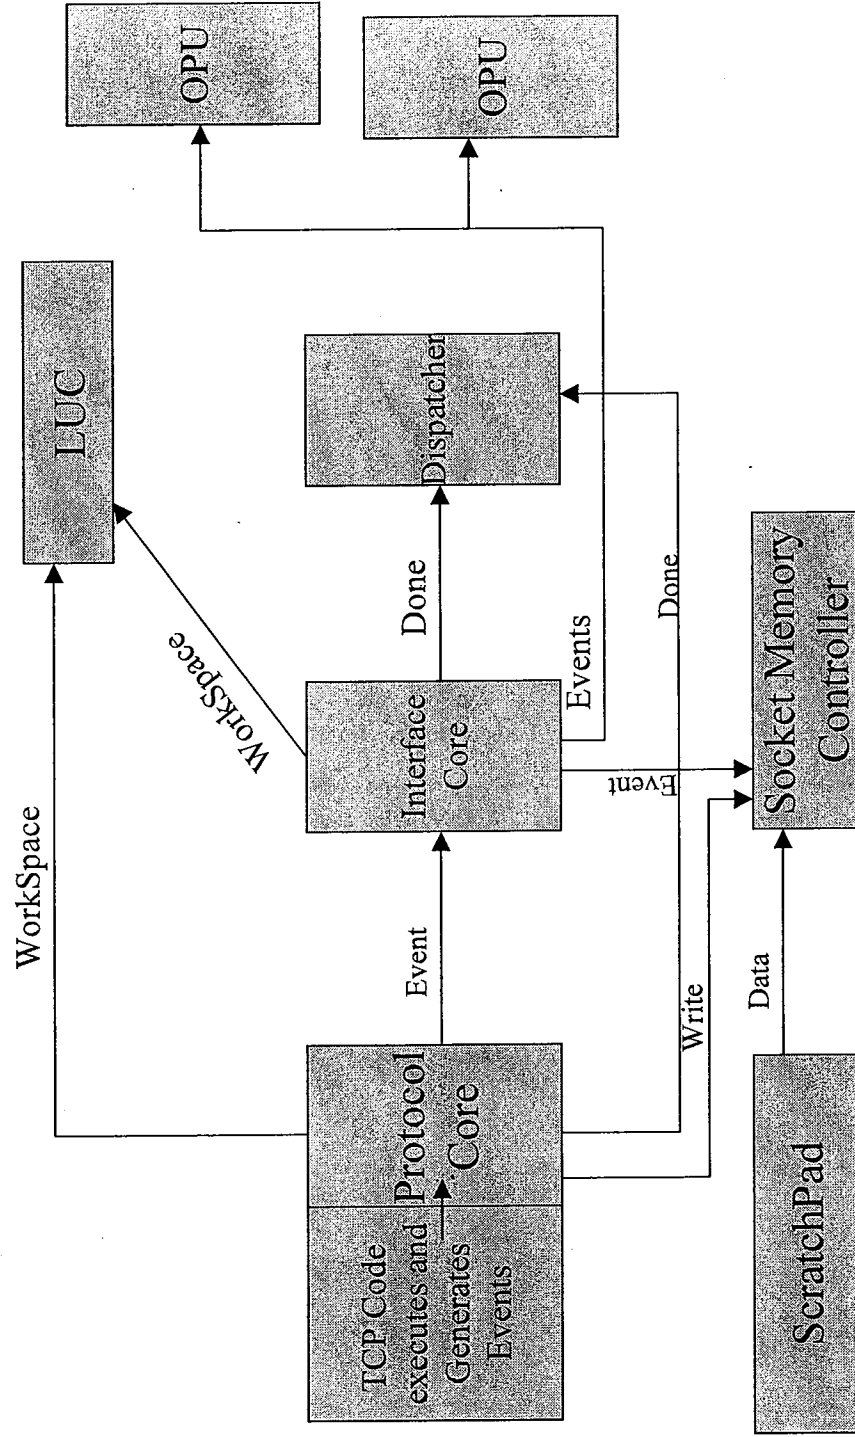 WorkSpace
LUC
WorkSpace
OPU
OPU
TCP Code
executes and
Generates
Events
Protocol
Core
Event
Interface
Core
Done
Dispatcher
Events
Event
Done
Write
ScratchPad
Data
Socket Memory
Controller